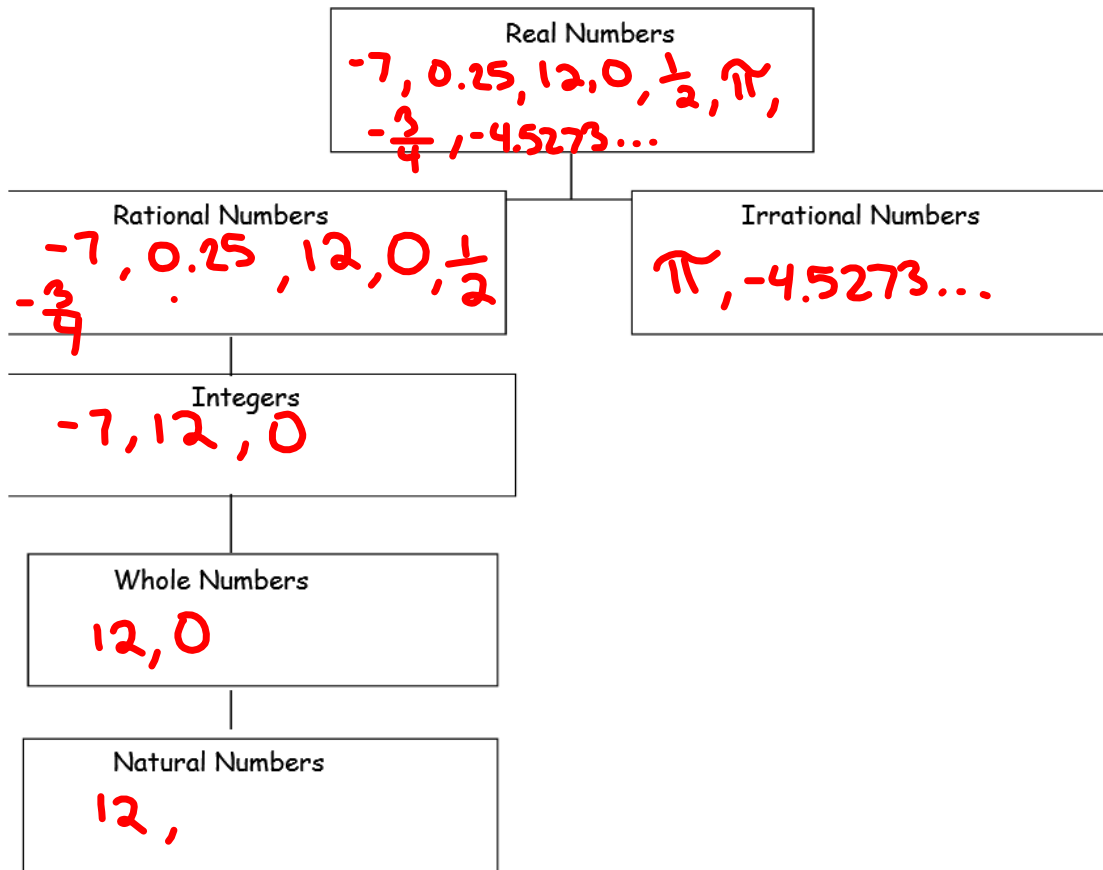 Real Numbers
-7, 0.25, 12, 0, 1/2, π,
-3/4, -4.5273...
Rational Numbers
-7, 0.25, 12, 0, 1/2
-3/4
Irrational Numbers
π, -4.5273...
Integers
-7, 12, 0
Whole Numbers
12, 0
Natural Numbers
12,